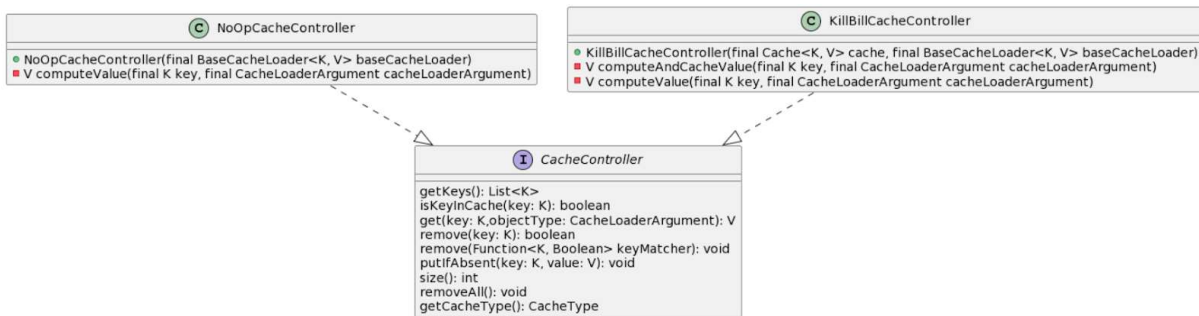 C NoOpCacheController
NoOpCacheController(final BaseCacheLoader<K, V> baseCacheLoader)
V computeValue(final K key, final CacheLoaderArgument cacheLoaderArgument)
C KillBillCacheController
KillBillCacheController(final Cache<K, V> cache, final BaseCacheLoader<K, V> baseCacheLoader)
V computeAndCacheValue(final K key, final CacheLoaderArgument cacheLoaderArgument)
V computeValue(final K key, final CacheLoaderArgument cacheLoaderArgument)
I CacheController
getKeys(): List<K>
isKeyInCache(key: K): boolean
get(key: K,objectType: CacheLoaderArgument): V
remove(key: K): boolean
remove(Function<K, Boolean> keyMatcher): void
putIfAbsent(key: K, value: V): void
size(): int
removeAll(): void
getCacheType(): CacheType